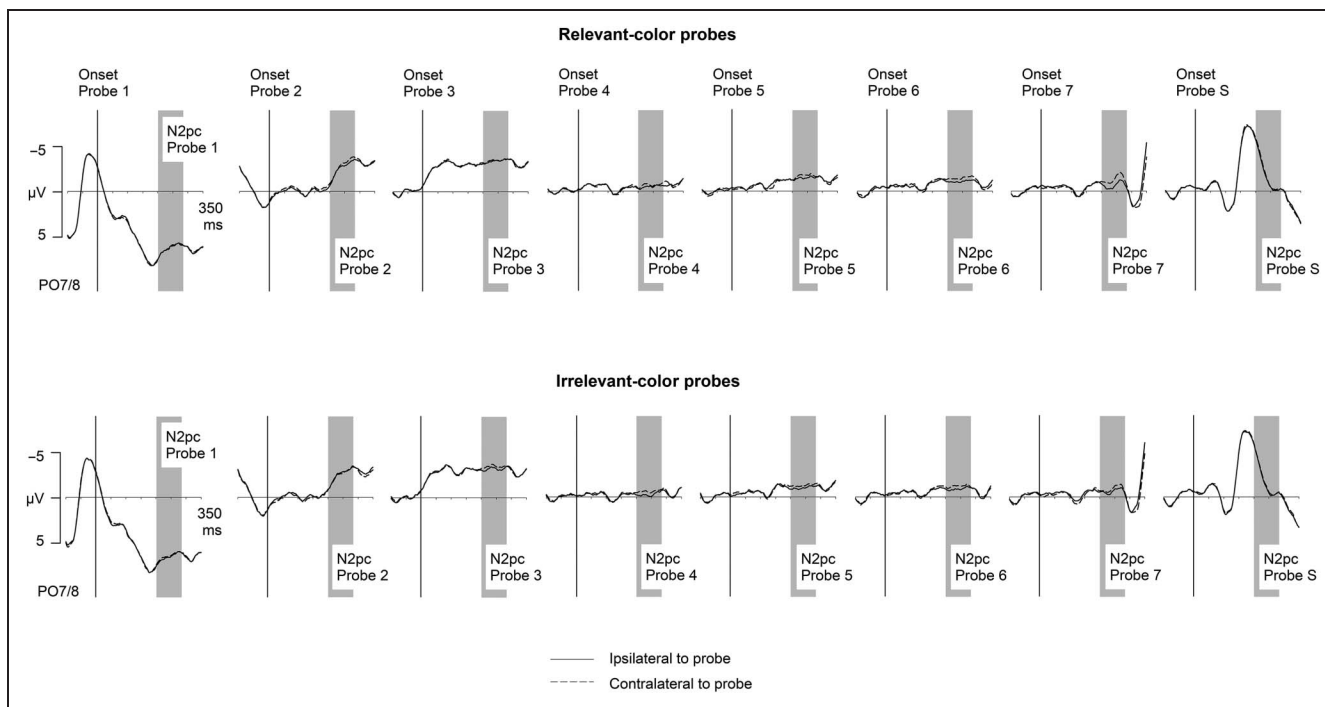 Relevant-color probes
Onset
Probe 1
Onset
Probe 2
Onset
Probe 3
Onset
Probe 4
Onset
Probe 5
Onset
Probe 6
Onset
Probe 7
Onset
Probe S
−5
µV
5
PO7/8
350
ms
N2pc
Probe 1
N2pc
Probe 2
N2pc
Probe 3
N2pc
Probe 4
N2pc
Probe 5
N2pc
Probe 6
N2pc
Probe 7
N2pc
Probe S
Irrelevant-color probes
−5
µV
5
PO7/8
350
ms
N2pc
Probe 1
N2pc
Probe 2
N2pc
Probe 3
N2pc
Probe 4
N2pc
Probe 5
N2pc
Probe 6
N2pc
Probe 7
N2pc
Probe S
Ipsilateral to probe
Contralateral to probe